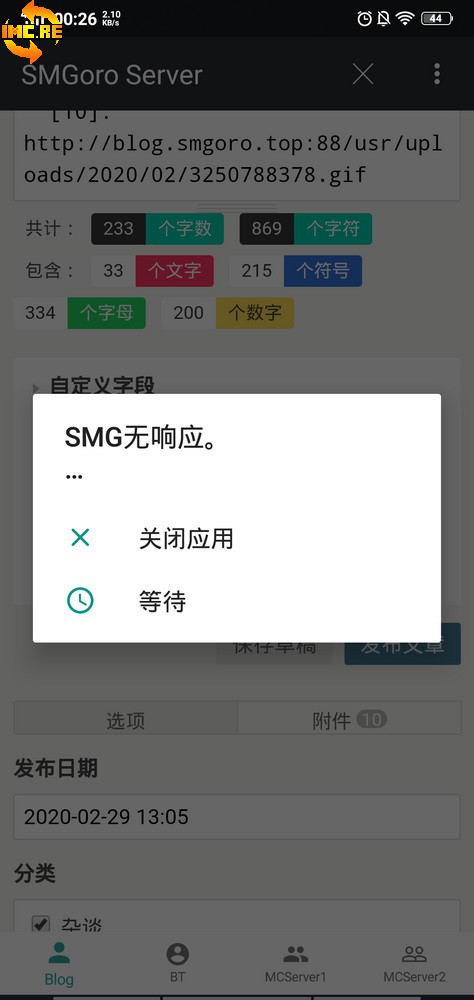 IMC.RE
00:26 2.10 KB/s 44
SMGoro Server
[10]:
http://blog.smgoro.top:88/usr/upl
oads/2020/02/3250788378.gif
共计： 233 个字数 869 个字符
包含： 33 个文字 215 个符号
334 个字母 200 个数字
自定义字段
SMG无响应。
...
关闭应用
等待
保存草稿 发布文章
选项 附件 10
发布日期
2020-02-29 13:05
分类
杂谈
Blog BT MCServer1 MCServer2